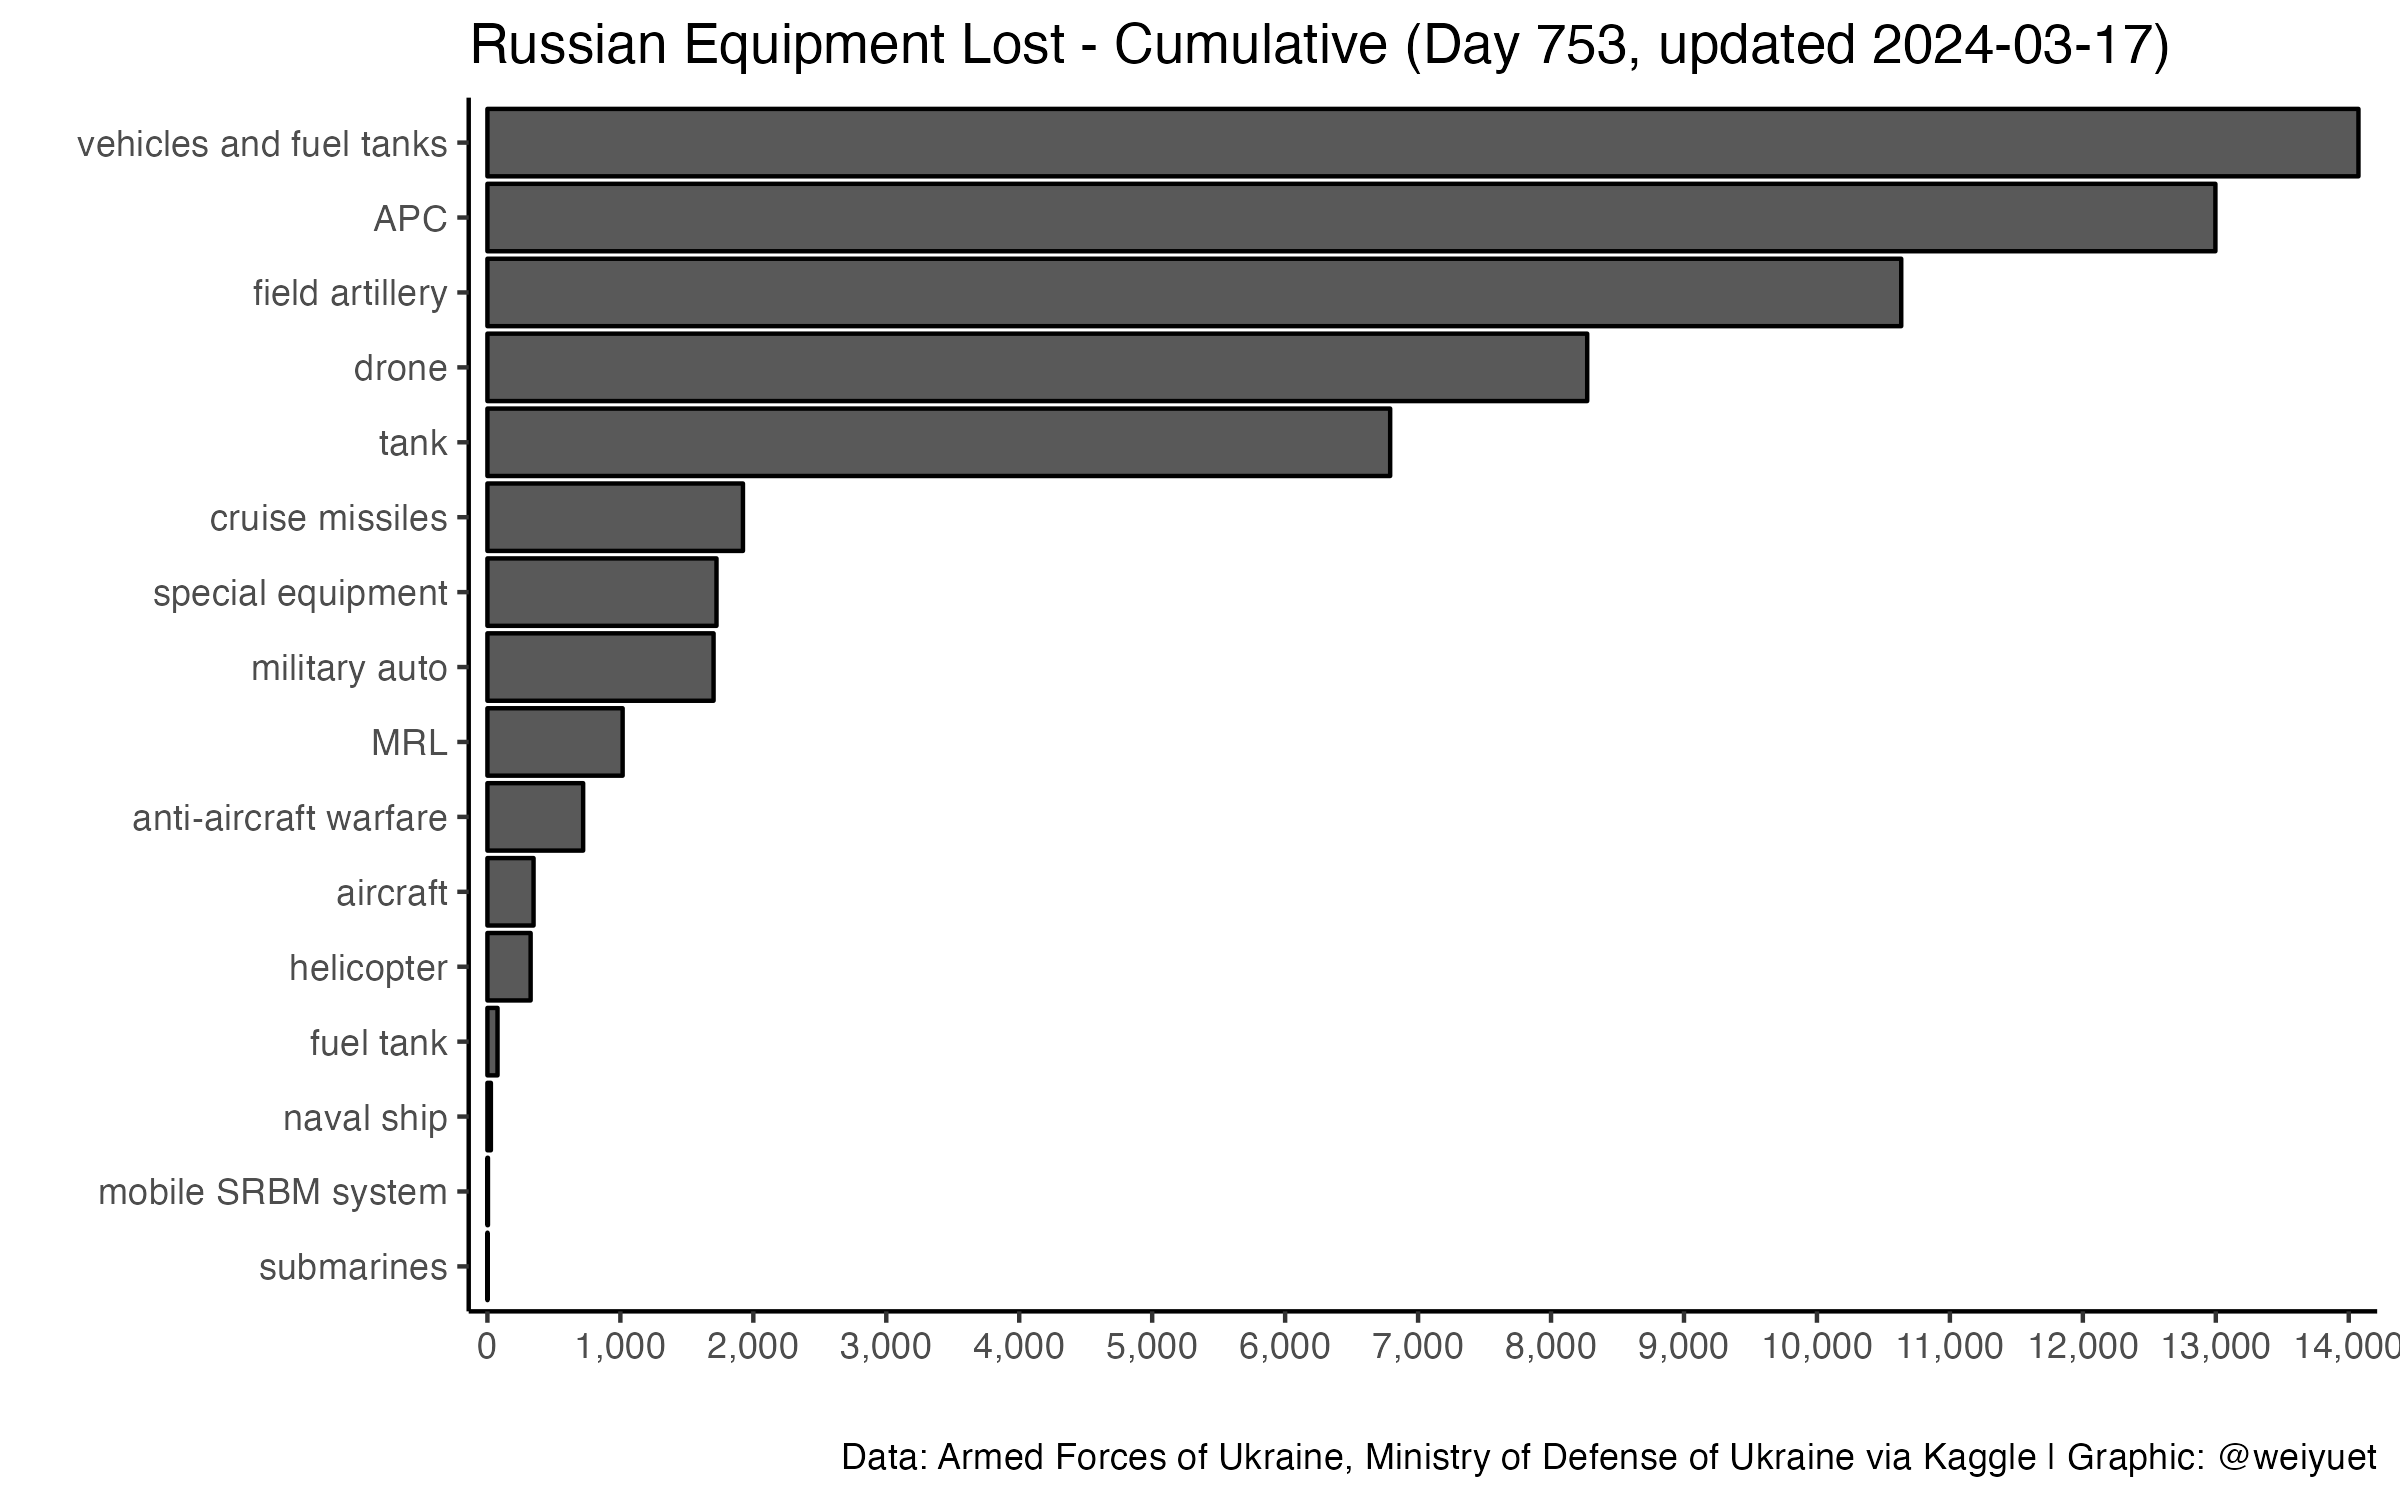 Russian Equipment Lost - Cumulative (Day 753, updated 2024-03-17)
vehicles and fuel tanks
APC
field artillery
drone
tank
cruise missiles
special equipment
military auto
MRL
anti-aircraft warfare
aircraft
helicopter
fuel tank
naval ship
mobile SRBM system
submarines
0 1,000 2,000 3,000 4,000 5,000 6,000 7,000 8,000 9,000 10,000 11,000 12,000 13,000 14,000
Data: Armed Forces of Ukraine, Ministry of Defense of Ukraine via Kaggle | Graphic: @weiyuet